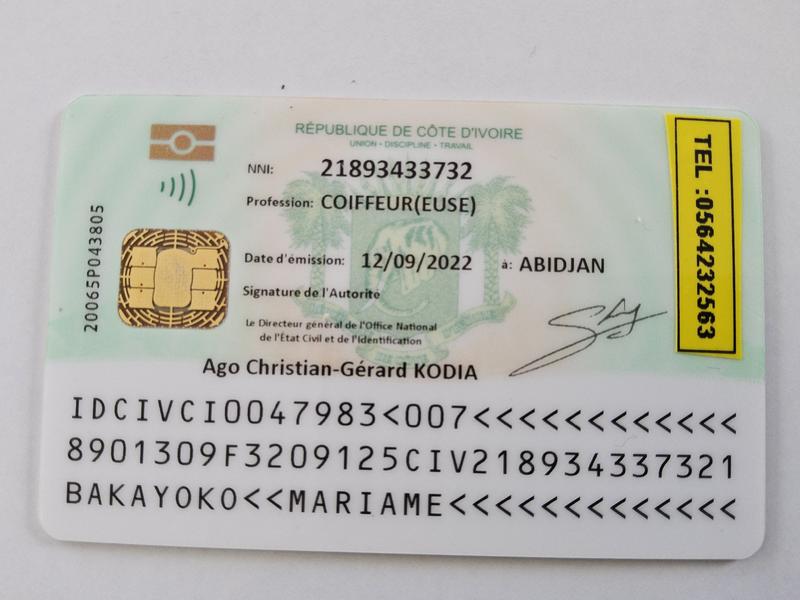 RÉPUBLIQUE DE CÔTE D'IVOIRE
UNION - DISCIPLINE - TRAVAIL
NNI: 21893433732
Profession: COIFFEUR(EUSE)
Date d'émission: 12/09/2022 à: ABIDJAN
Signature de l'Autorité
Le Directeur général de l'Office National
de l'État Civil et de l'Identification
Ago Christian-Gérard KODIA
20065P043805
TEL :0564232563
IDCIVCI0047983<007<<<<<<<<<<<<
8901309F3209125CIV218934337321
BAKAYOKO<<MARIAME<<<<<<<<<<<<<